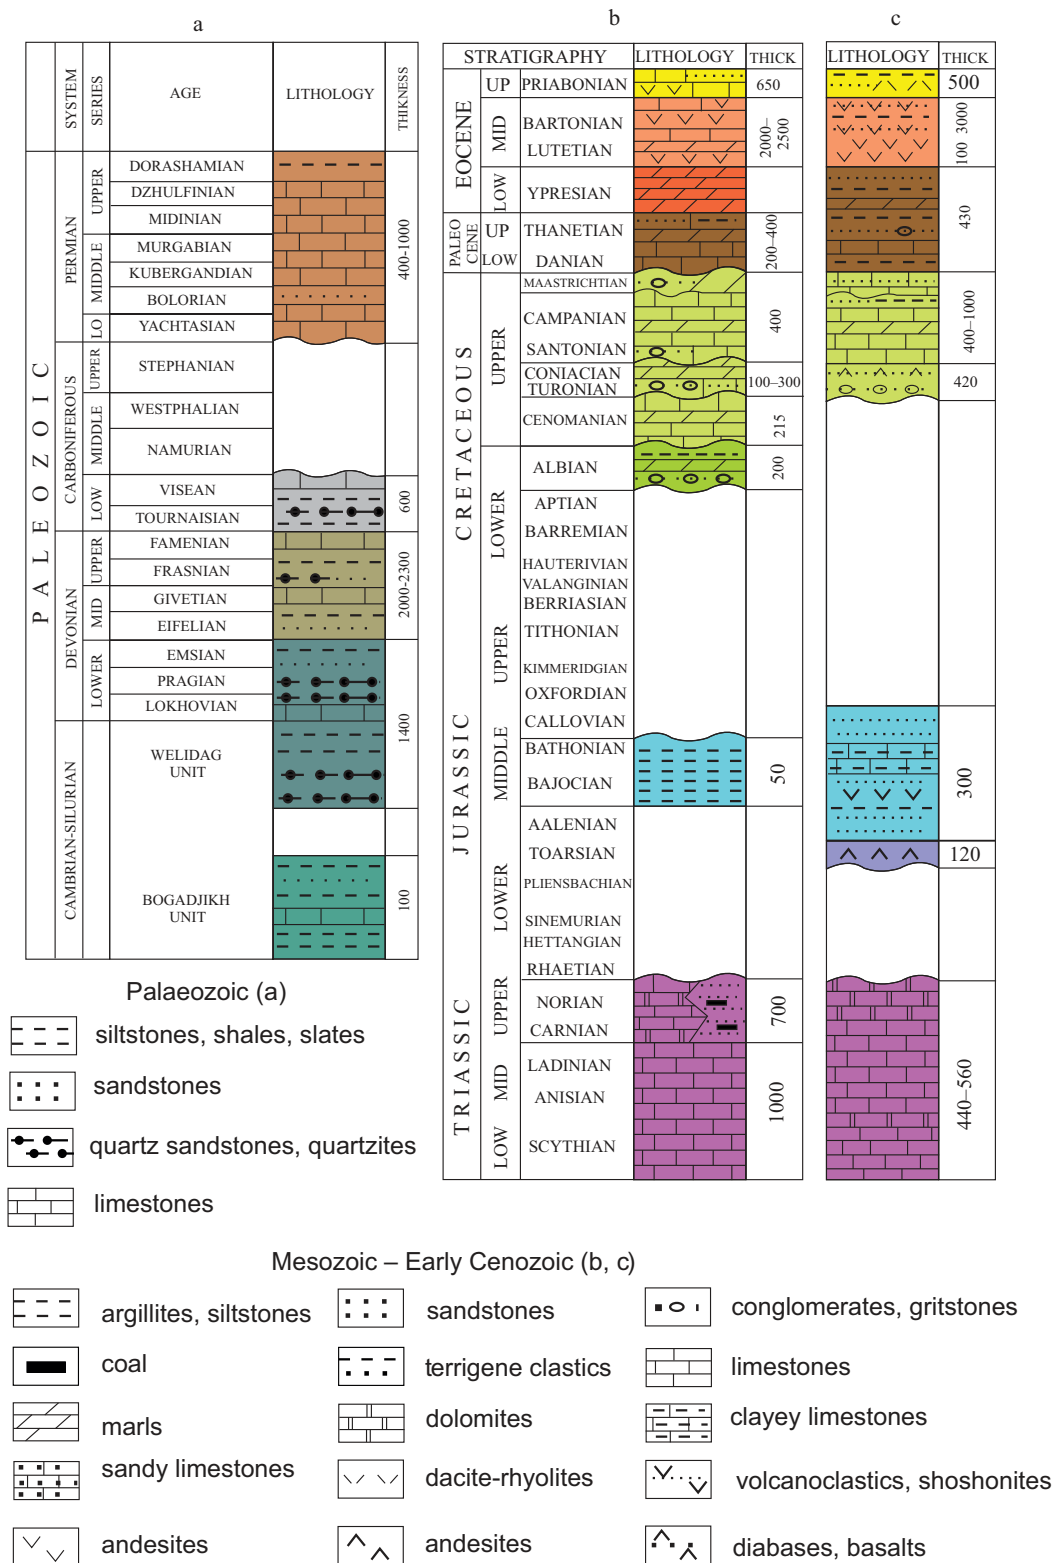 a
SYSTEM
SERIES
AGE
LITHOLOGY
THIKNESS
PALEOZOIC
PERMIAN
UPPER
DORASHAMIAN
DZHULFINIAN
MIDINIAN
MIDDLE
MURGABIAN
KUBERGANDIAN
BOLORIAN
LO
YACHTASIAN
400-1000
CARBONIFEROUS
UPPER
STEPHANIAN
MIDDLE
WESTPHALIAN
NAMURIAN
LOW
VISEAN
TOURNAISIAN
600
DEVONIAN
UPPER
FAMENIAN
FRASNIAN
MID
GIVETIAN
EIFELIAN
2000-2300
LOWER
EMSIAN
PRAGIAN
LOKHOVIAN
1400
CAMBRIAN-SILURIAN
WELIDAG
UNIT
BOGADJIKH
UNIT
100
b
STRATIGRAPHY
LITHOLOGY
THICK
EOCENE
UP
PRIABONIAN
650
MID
BARTONIAN
LUTETIAN
2000–
2500
LOW
YPRESIAN
PALEO
CENE
UP
THANETIAN
LOW
DANIAN
200–400
CRETACEOUS
UPPER
MAASTRICHTIAN
CAMPANIAN
SANTONIAN
400
CONIACIAN
TURONIAN
100–300
CENOMANIAN
215
LOWER
ALBIAN
200
APTIAN
BARREMIAN
HAUTERIVIAN
VALANGINIAN
BERRIASIAN
JURASSIC
UPPER
TITHONIAN
KIMMERIDGIAN
OXFORDIAN
MIDDLE
CALLOVIAN
BATHONIAN
BAJOCIAN
50
AALENIAN
LOWER
TOARSIAN
PLIENSBACHIAN
SINEMURIAN
HETTANGIAN
TRIASSIC
UPPER
RHAETIAN
NORIAN
CARNIAN
700
MID
LADINIAN
ANISIAN
LOW
SCYTHIAN
1000
c
LITHOLOGY
THICK
500
3000
100
430
400–1000
420
300
120
440–560
Palaeozoic (a)
siltstones, shales, slates
sandstones
quartz sandstones, quartzites
limestones
Mesozoic – Early Cenozoic (b, c)
argillites, siltstones
sandstones
conglomerates, gritstones
coal
terrigene clastics
limestones
marls
dolomites
clayey limestones
sandy limestones
dacite-rhyolites
volcanoclastics, shoshonites
andesites
andesites
diabases, basalts